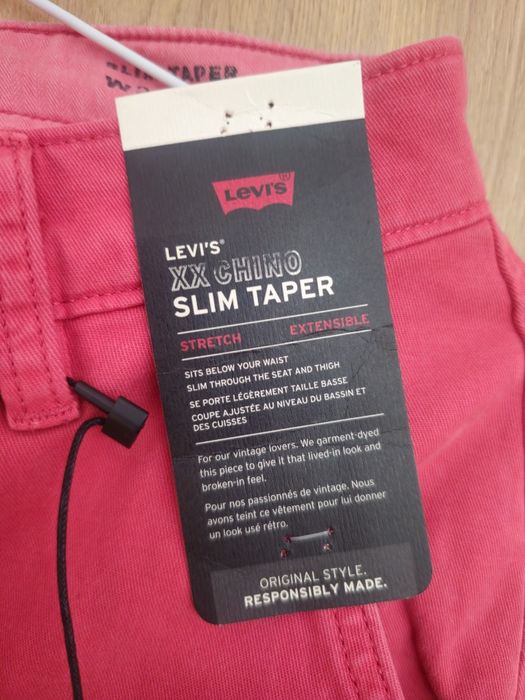 SLIM TAPER
W
Levi's
LEVI'S®
XX CHINO
SLIM TAPER
STRETCH EXTENSIBLE
SITS BELOW YOUR WAIST
SLIM THROUGH THE SEAT AND THIGH
SE PORTE LÉGÈREMENT TAILLE BASSE
COUPE AJUSTÉE AU NIVEAU DU BASSIN ET
DES CUISSES
For our vintage lovers. We garment-dyed
this piece to give it that lived-in look and
broken-in feel.
Pour nos passionnés de vintage. Nous
avons teint ce vêtement pour lui donner
un look usé rétro.
ORIGINAL STYLE.
RESPONSIBLY MADE.